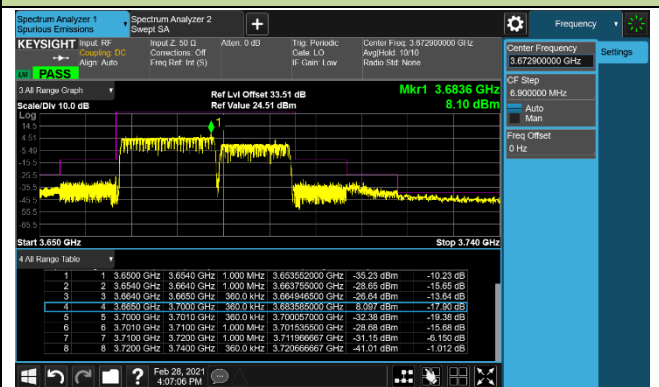 Spectrum Analyzer 1
Spurious Emissions
Spectrum Analyzer 2
Swept SA
Frequency
KEYSIGHT
Input: RF
Coupling: DC
Align: Auto
Input Z: 50 Ω
Corrections: Off
Freq Ref: Int (S)
Atten: 0 dB
Trig: Periodic
Gate: LO
IF Gain: Low
Center Freq: 3.672900000 GHz
Avg|Hold: 10/10
Radio Std: None
PASS
3 All Range Graph
Scale/Div 10.0 dB
Ref Lvl Offset 33.51 dB
Ref Value 24.51 dBm
Mkr1 3.6836 GHz
8.10 dBm
Log
14.5
4.51
-5.49
-15.5
-25.5
-35.5
-45.5
-55.5
-65.5
1
Start 3.650 GHz
Stop 3.740 GHz
4 All Range Table
1 1 3.6500 GHz 3.6540 GHz 1.000 MHz 3.653552000 GHz -35.23 dBm -10.23 dB
2 2 3.6540 GHz 3.6640 GHz 1.000 MHz 3.663755000 GHz -28.65 dBm -15.65 dB
3 3 3.6640 GHz 3.6650 GHz 360.0 kHz 3.664946500 GHz -26.64 dBm -13.64 dB
4 4 3.6650 GHz 3.7000 GHz 360.0 kHz 3.683585000 GHz 8.097 dBm -17.90 dB
5 5 3.7000 GHz 3.7010 GHz 360.0 kHz 3.700057000 GHz -32.38 dBm -19.38 dB
6 6 3.7010 GHz 3.7100 GHz 1.000 MHz 3.701535500 GHz -28.68 dBm -15.68 dB
7 7 3.7100 GHz 3.7200 GHz 1.000 MHz 3.711966667 GHz -31.15 dBm -6.150 dB
8 8 3.7200 GHz 3.7400 GHz 360.0 kHz 3.720666667 GHz -41.01 dBm -1.012 dB
Center Frequency
3.672900000 GHz
Settings
CF Step
6.900000 MHz
Auto
Man
Freq Offset
0 Hz
Feb 28, 2021
4:07:06 PM